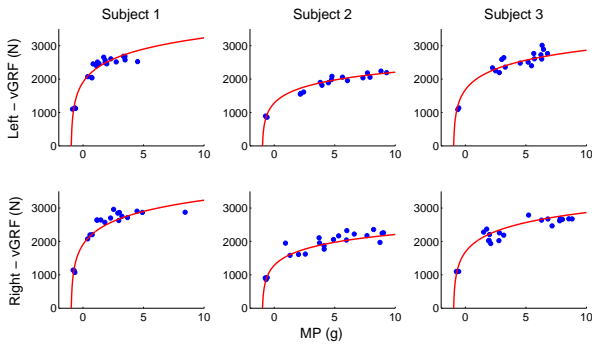 Subject 1 Subject 2 Subject 3
Left − vGRF (N)
3000 3000 3000
2000 2000 2000
1000 1000 1000
0 0 0
0 5 10 0 5 10 0 5 10
Right − vGRF (N)
3000 3000 3000
2000 2000 2000
1000 1000 1000
0 0 0
0 5 10 0 5 10 0 5 10
MP (g)